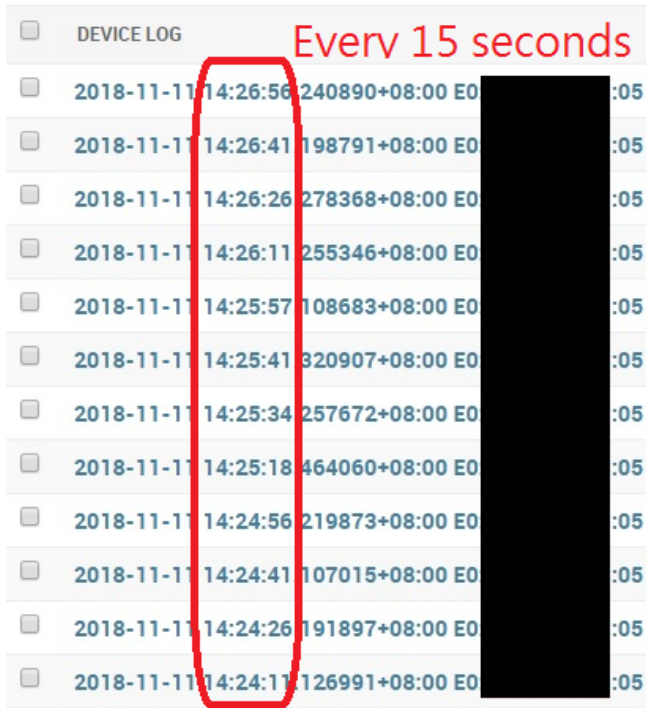 DEVICE LOG Every 15 seconds
2018-11-11 14:26:56.240890+08:00 E0: :05
2018-11-11 14:26:41.198791+08:00 E0: :05
2018-11-11 14:26:26.278368+08:00 E0: :05
2018-11-11 14:26:11.255346+08:00 E0: :05
2018-11-11 14:25:57.108683+08:00 E0: :05
2018-11-11 14:25:41.320907+08:00 E0: :05
2018-11-11 14:25:34.257672+08:00 E0: :05
2018-11-11 14:25:18.464060+08:00 E0: :05
2018-11-11 14:24:56.219873+08:00 E0: :05
2018-11-11 14:24:41.107015+08:00 E0: :05
2018-11-11 14:24:26.191897+08:00 E0: :05
2018-11-11 14:24:11.126991+08:00 E0: :05